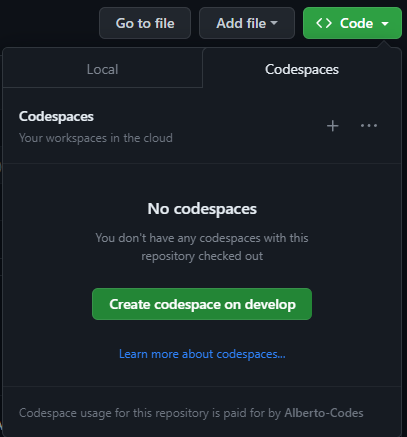 Go to file Add file <> Code
Local Codespaces
Codespaces
Your workspaces in the cloud
No codespaces
You don't have any codespaces with this
repository checked out
Create codespace on develop
Learn more about codespaces...
Codespace usage for this repository is paid for by Alberto-Codes